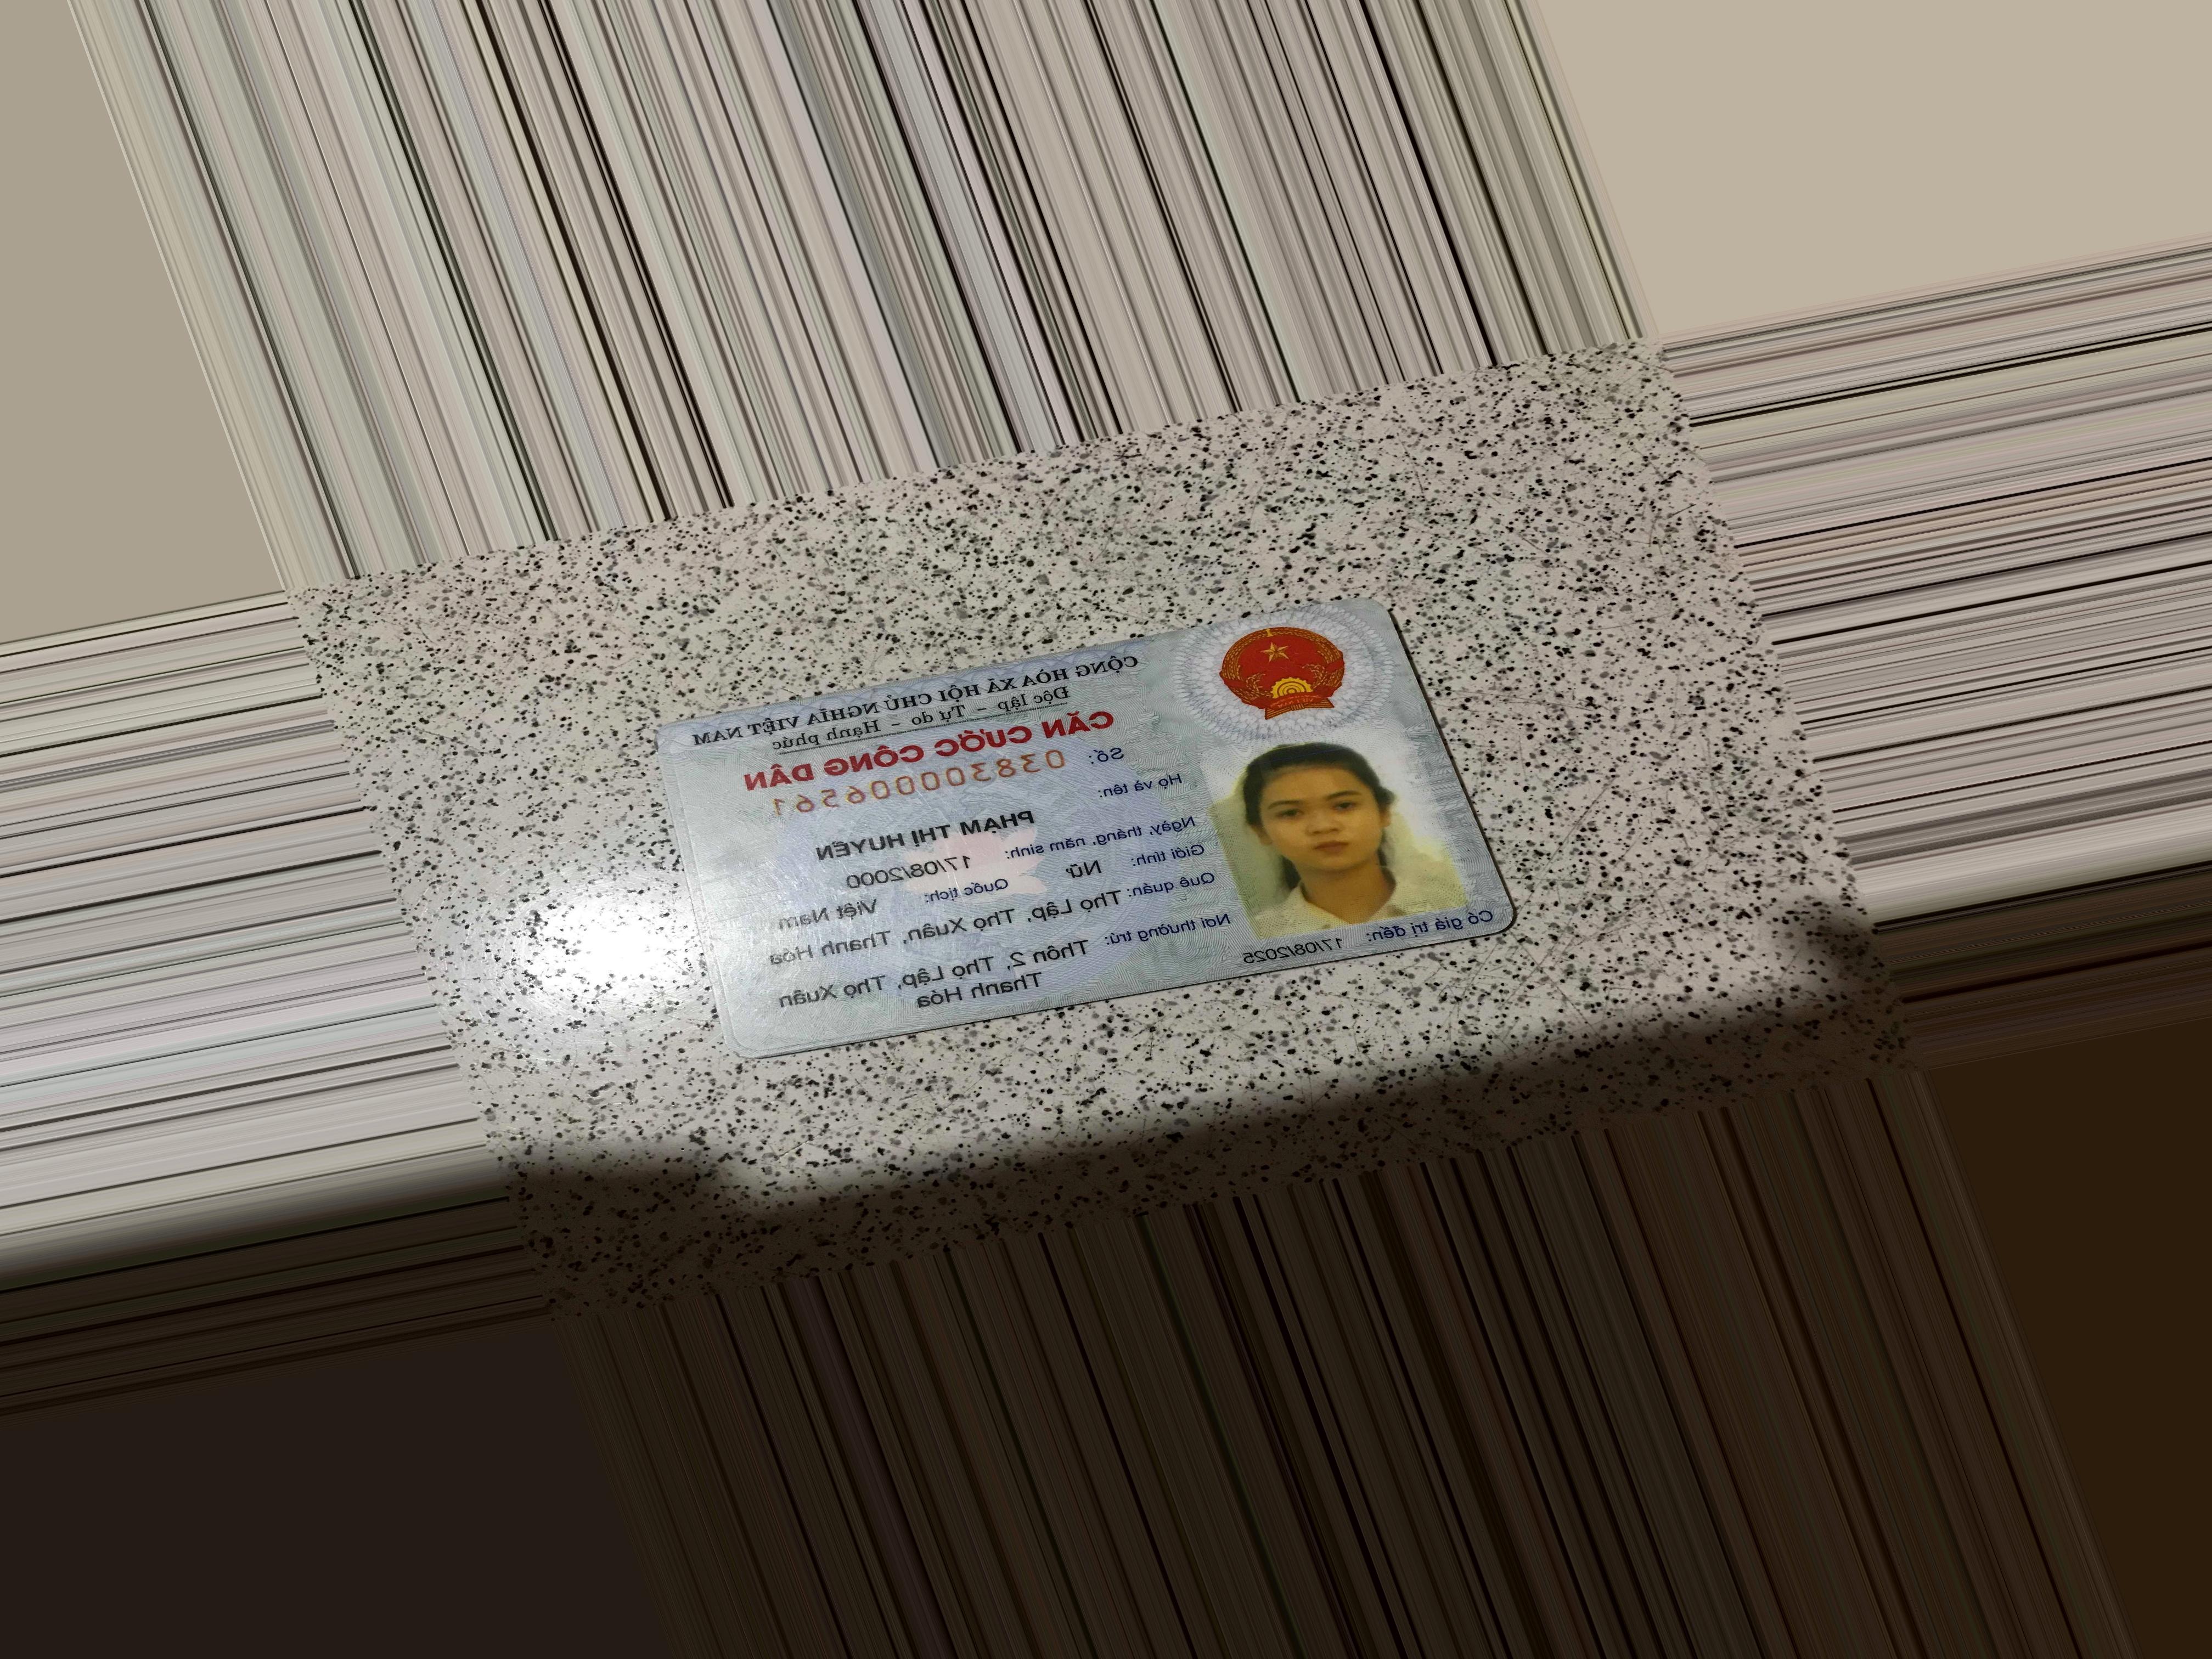 CỘNG HÒA XÃ HỘI CHỦ NGHĨA VIỆT NAM
Độc lập - Tự do - Hạnh phúc
CĂN CƯỚC CÔNG DÂN
Số: 038300006561
Họ và tên:
PHẠM THỊ HUYỀN
Ngày, tháng, năm sinh: 17/08/2000
Giới tính: Nữ Quốc tịch: Việt Nam
Quê quán: Thọ Lập, Thọ Xuân, Thanh Hóa
Nơi thường trú: Thôn 2, Thọ Lập, Thọ Xuân
Thanh Hóa
Có giá trị đến: 17/08/2025